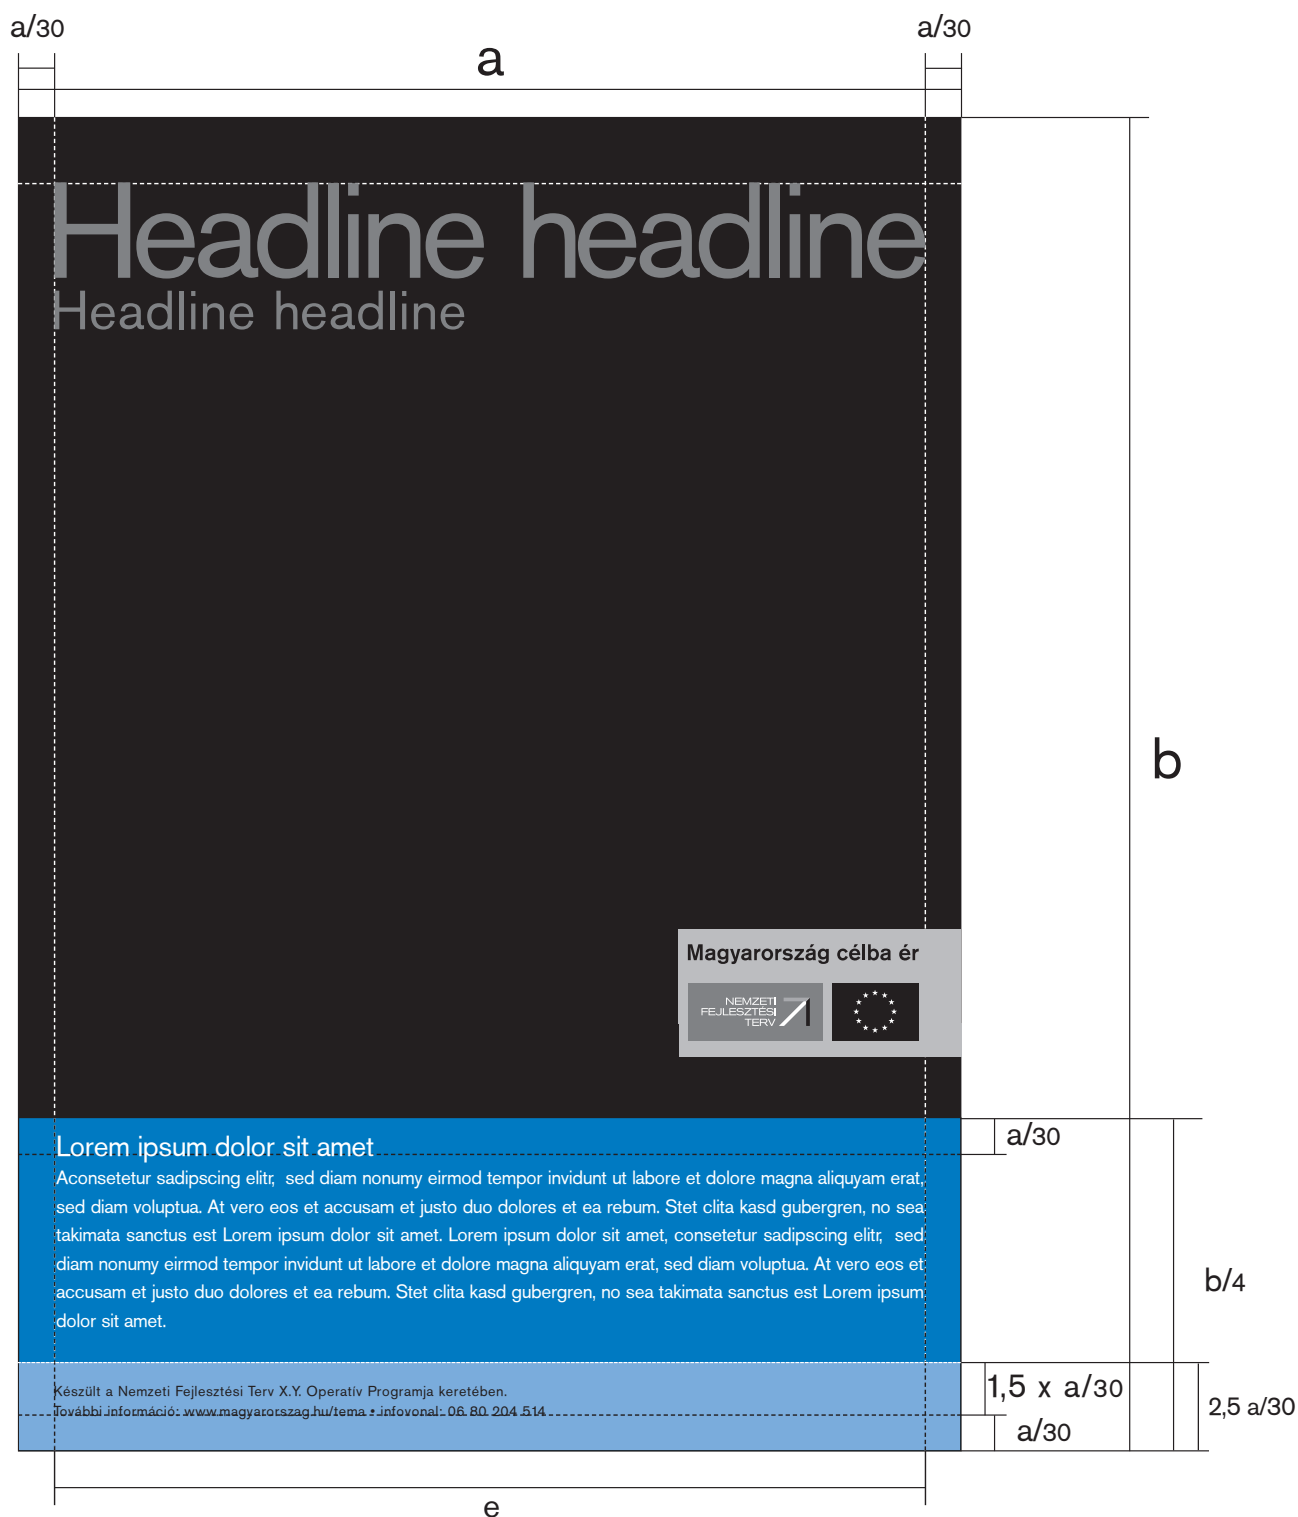 a/30
a/30
a
Headline headline
Headline headline
b
Magyarország célba ér
NEMZETI
FEJLESZTÉSI
TERV
Lorem ipsum dolor sit amet
a/30
Aconsetetur sadipscing elitr,  sed diam nonumy eirmod tempor invidunt ut labore et dolore magna aliquyam erat,
sed diam voluptua. At vero eos et accusam et justo duo dolores et ea rebum. Stet clita kasd gubergren, no sea
takimata sanctus est Lorem ipsum dolor sit amet. Lorem ipsum dolor sit amet, consetetur sadipscing elitr,  sed
diam nonumy eirmod tempor invidunt ut labore et dolore magna aliquyam erat, sed diam voluptua. At vero eos et
accusam et justo duo dolores et ea rebum. Stet clita kasd gubergren, no sea takimata sanctus est Lorem ipsum
dolor sit amet.
b/4
Készült a Nemzeti Fejlesztési Terv X.Y. Operatív Programja keretében.
További információ: www.magyarorszag.hu/tema • infovonal: 06 80 204 514
1,5 x a/30
2,5 a/30
a/30
e